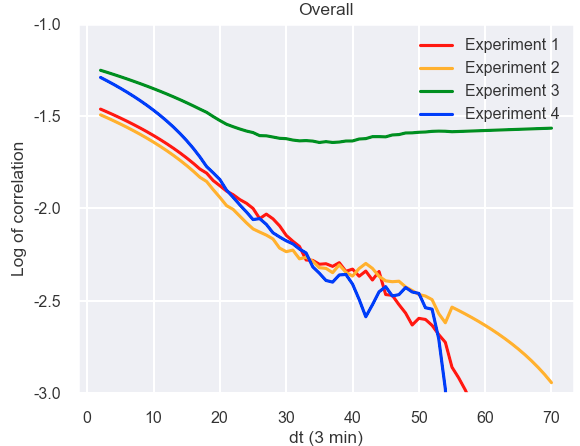 Overall
-1.0
-1.5
-2.0
-2.5
-3.0
Log of correlation
Experiment 1
Experiment 2
Experiment 3
Experiment 4
0 10 20 30 40 50 60 70
dt (3 min)